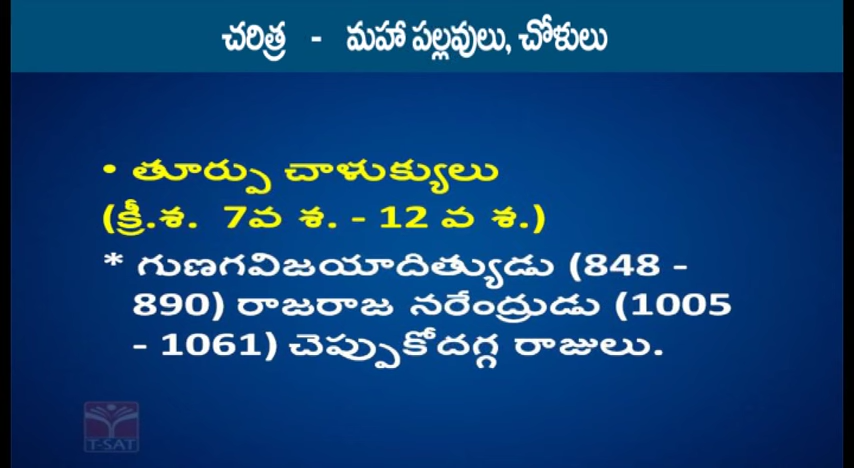 చరిత్ర - మహా పల్లవులు, చోళులు
• తూర్పు చాళుక్యులు
(క్రీ.శ. 7వ శ. - 12 వ శ.)
* గుణగవిజయాదిత్యుడు (848 -
890) రాజరాజ నరేంద్రుడు (1005
- 1061) చెప్పుకోదగ్గ రాజులు.
T-SAT